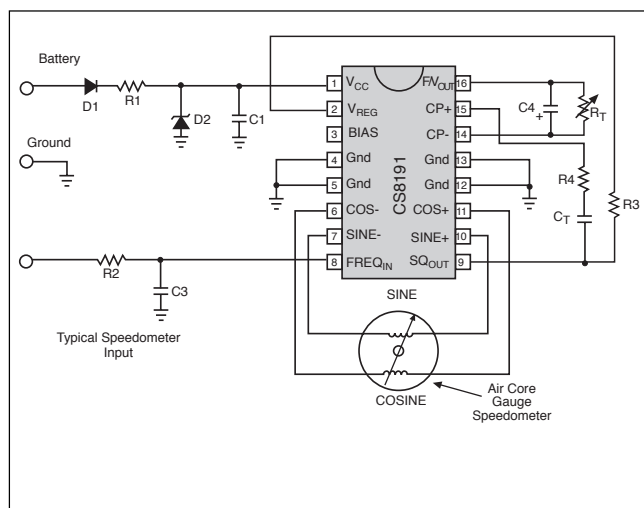 Battery
D1
R1
D2
C1
Ground
R2
C3
Typical Speedometer
Input
1
VCC
2
VREG
3
BIAS
4
Gnd
5
Gnd
6
COS-
7
SINE-
8
FREQIN
CS8191
F/VOUT
16
CP+
15
CP-
14
Gnd
13
Gnd
12
COS+
11
SINE+
10
SQOUT
9
C4
+
RT
R4
CT
R3
SINE
COSINE
Air Core
Gauge
Speedometer